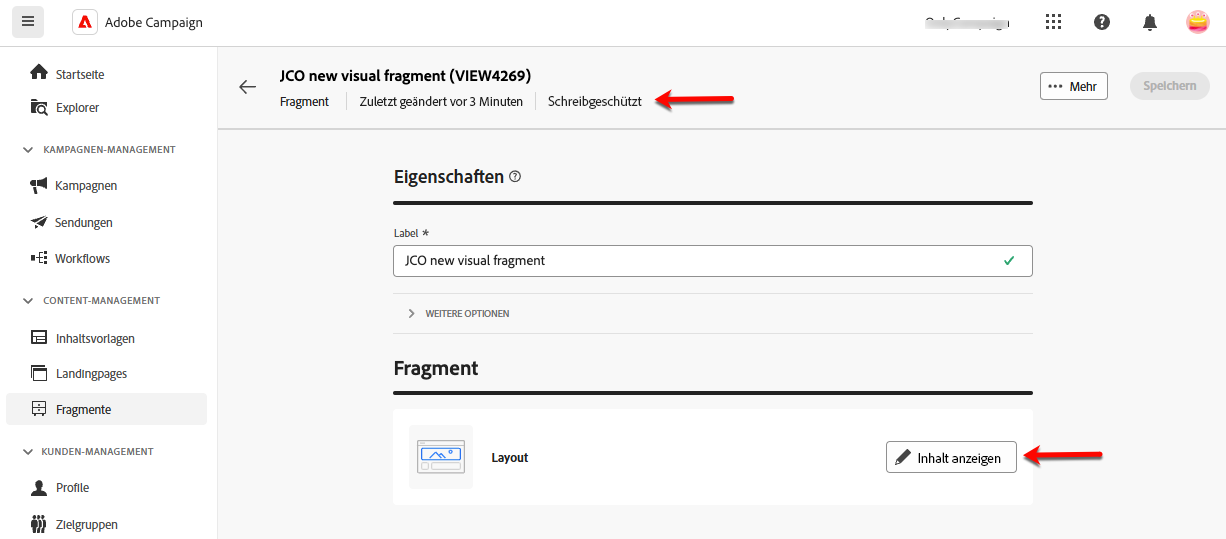 Adobe Campaign
Startseite
Explorer
KAMPAGNEN-MANAGEMENT
Kampagnen
Sendungen
Workflows
CONTENT-MANAGEMENT
Inhaltsvorlagen
Landingpages
Fragmente
KUNDEN-MANAGEMENT
Profile
Zielgruppen
JCO new visual fragment (VIEW4269)
Fragment Zuletzt geändert vor 3 Minuten Schreibgeschützt
Mehr
Speichern
Eigenschaften
Label *
JCO new visual fragment
WEITERE OPTIONEN
Fragment
Layout
Inhalt anzeigen